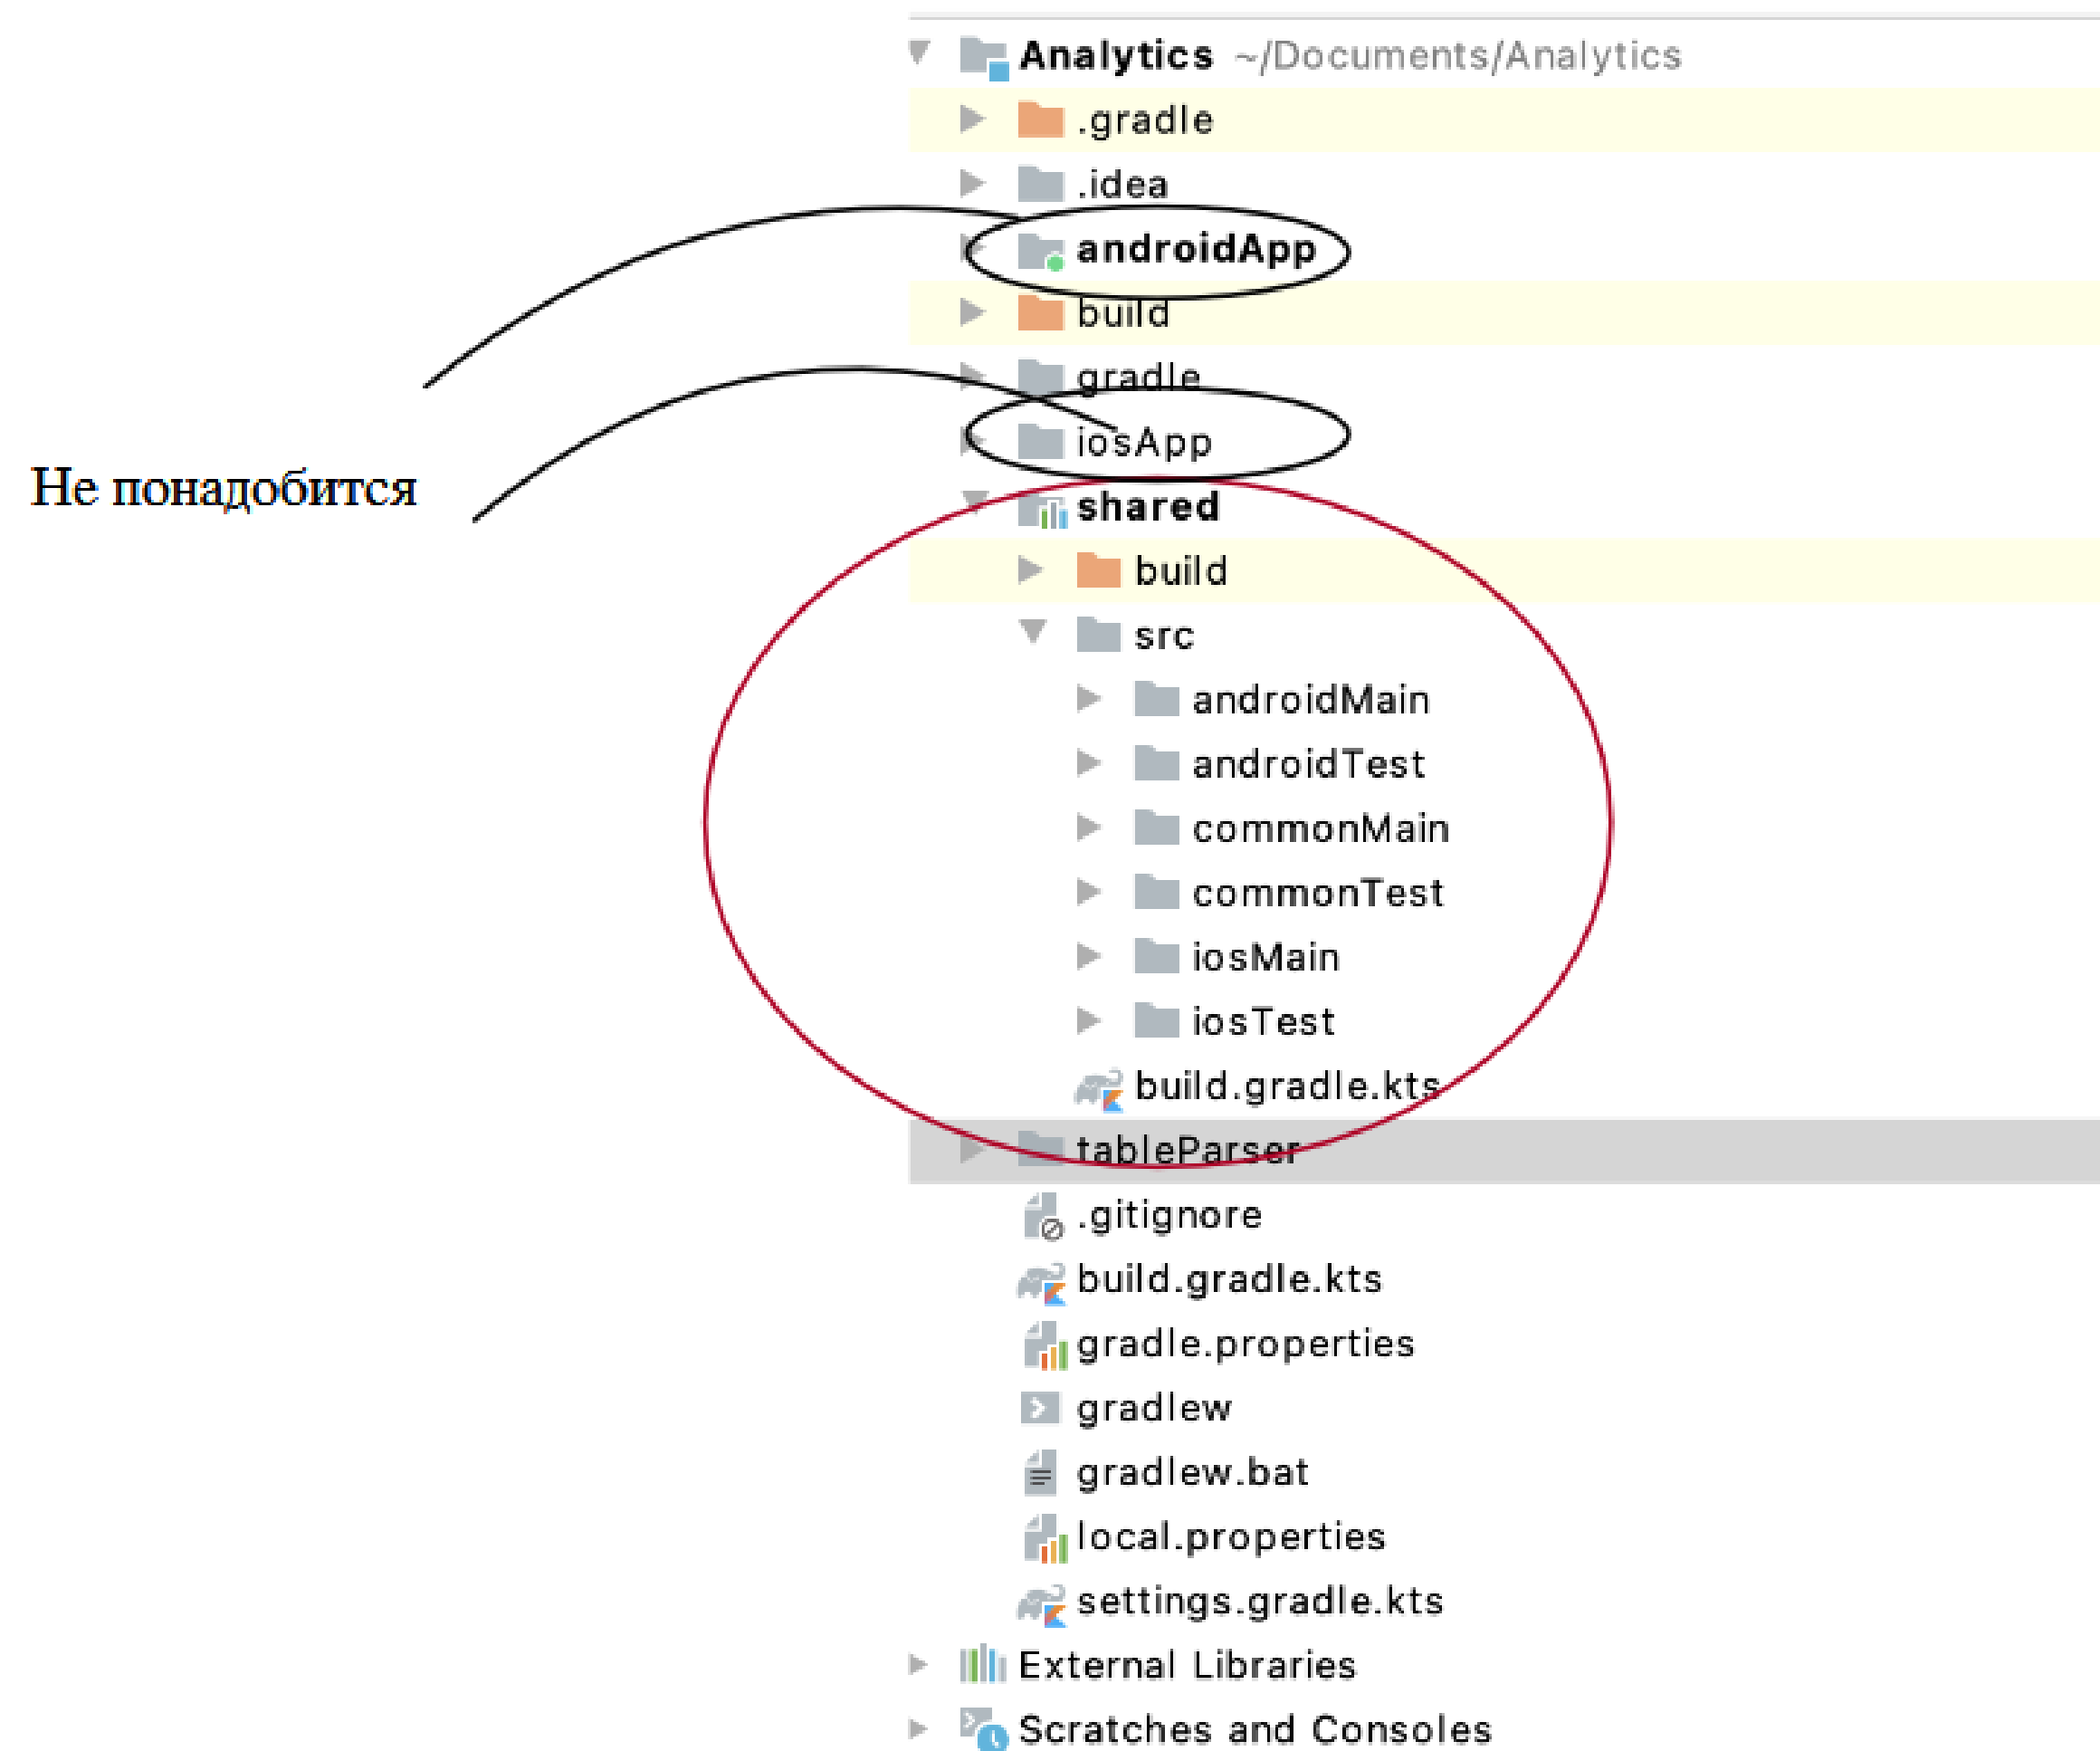 Analytics ~/Documents/Analytics
.gradle
.idea
androidApp
build
gradle
iosApp
Не понадобится
shared
build
src
androidMain
androidTest
commonMain
commonTest
iosMain
iosTest
build.gradle.kts
tableParser
.gitignore
build.gradle.kts
gradle.properties
gradlew
gradlew.bat
local.properties
settings.gradle.kts
External Libraries
Scratches and Consoles